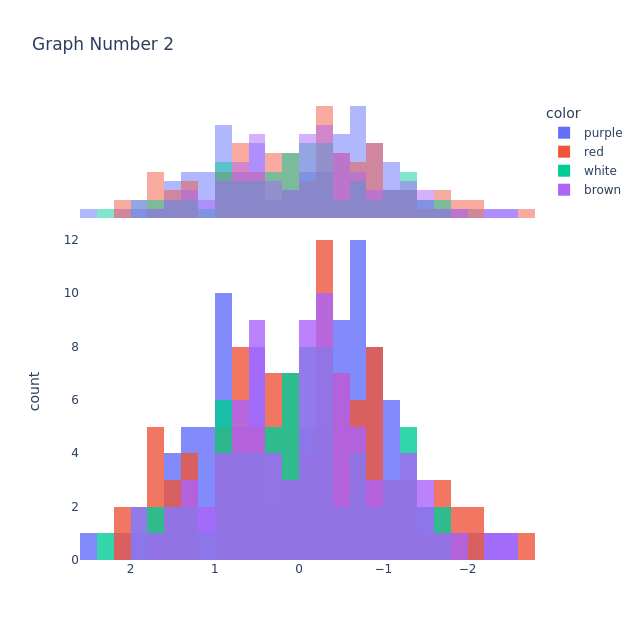 Graph Number 2
color
purple
red
white
brown
12
10
8
6
4
2
0
count
2
1
0
−1
−2